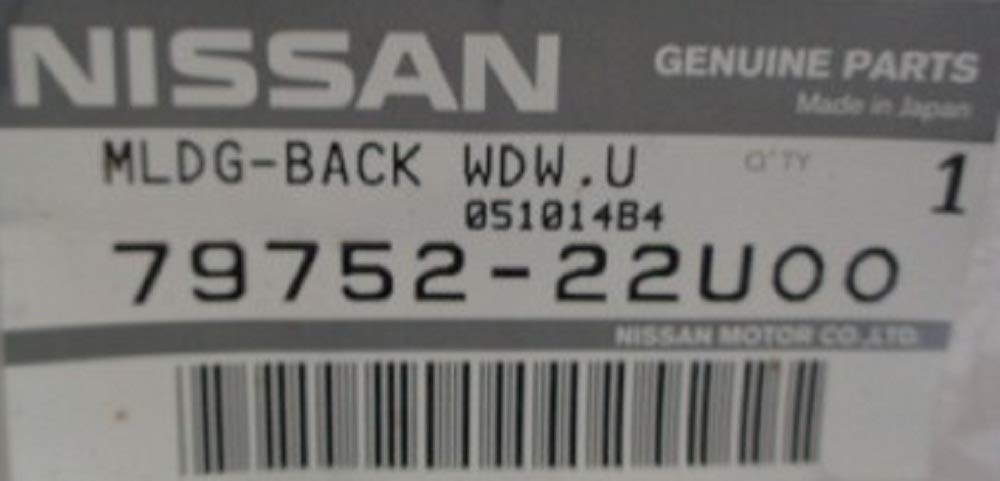 NISSAN
GENUINE PARTS
Made in Japan
MLDG-BACK WDW.U
Q'TY 1
051014B4
79752-22U00
NISSAN MOTOR CO.,LTD.